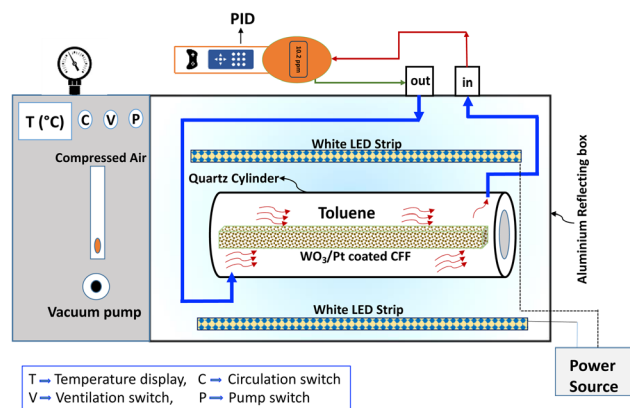 PID
10.2 ppm
out
in
T (°C)
C
V
P
Compressed Air
Vacuum pump
White LED Strip
Quartz Cylinder
Toluene
WO₃/Pt coated CFF
White LED Strip
Aluminium Reflecting box
Power
Source
T → Temperature display, C → Circulation switch
V → Ventilation switch, P → Pump switch